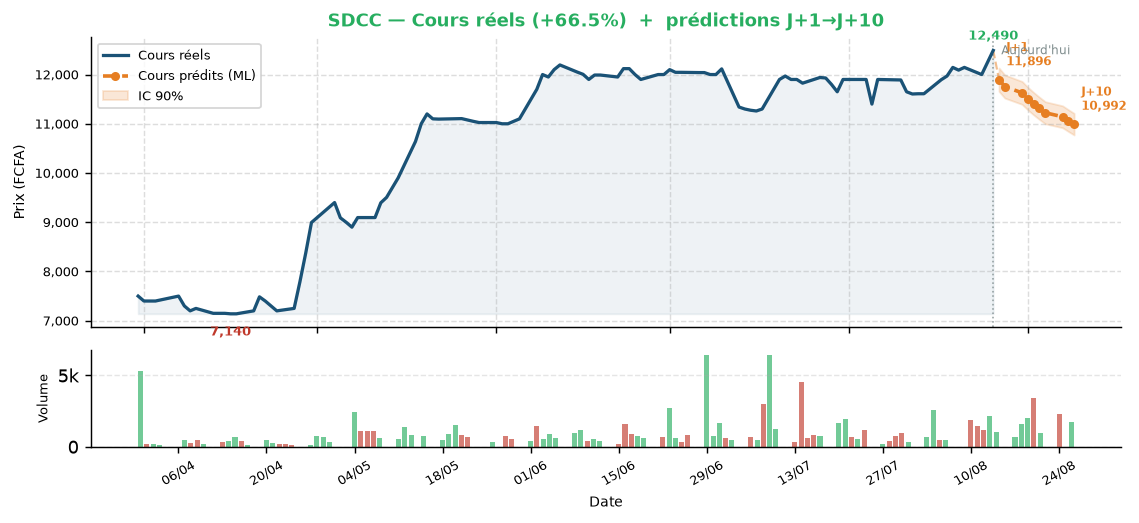 SDCC — Cours réels (+66.5%) + prédictions J+1→J+10
Cours réels
Cours prédits (ML)
IC 90%
12,490
Aujourd'hui
J+1
11,896
J+10
10,992
7,140
Prix (FCFA)
12,000
11,000
10,000
9,000
8,000
7,000
Volume
5k
0
06/04
20/04
04/05
18/05
01/06
15/06
29/06
13/07
27/07
10/08
24/08
Date